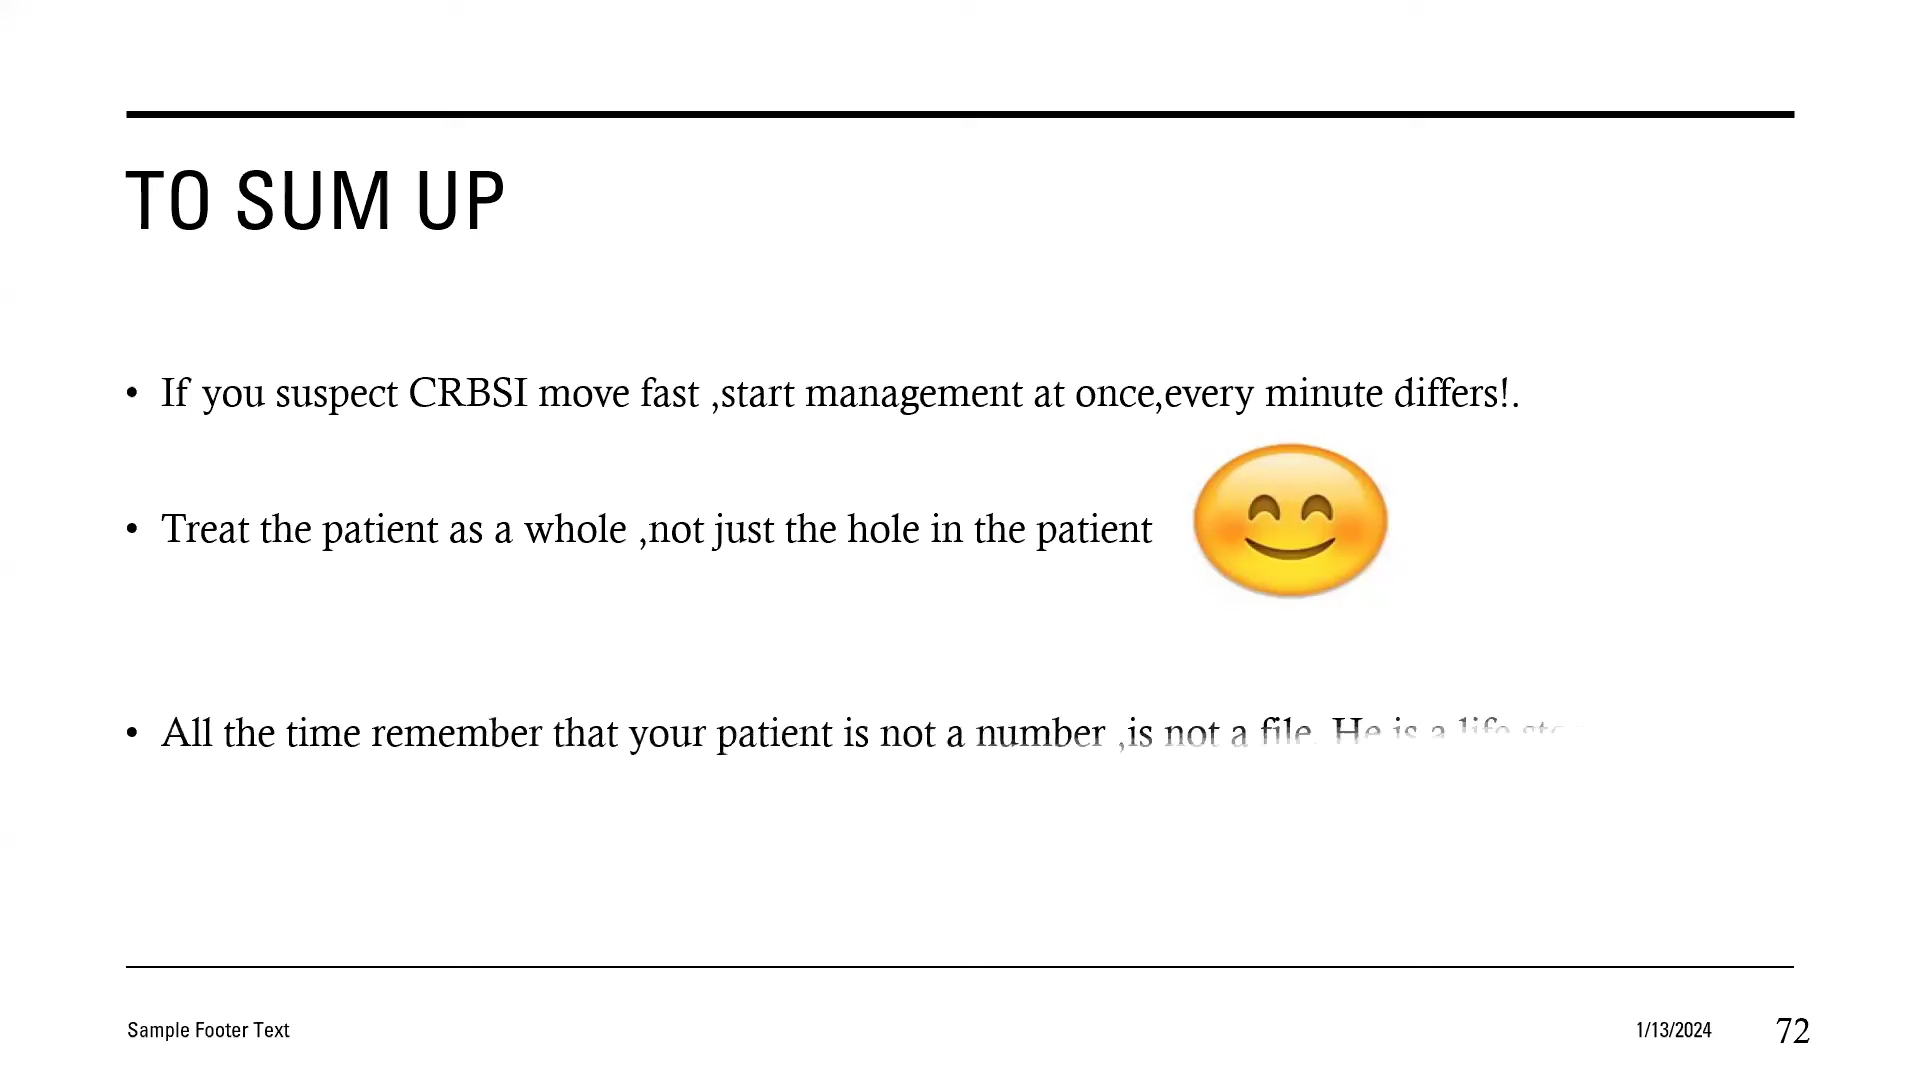 TO SUM UP
• If you suspect CRBSI move fast ,start management at once,every minute differs!.
• Treat the patient as a whole ,not just the hole in the patient
• All the time remember that your patient is not a number ,is not a file. He is a life
Sample Footer Text
1/13/2024
72